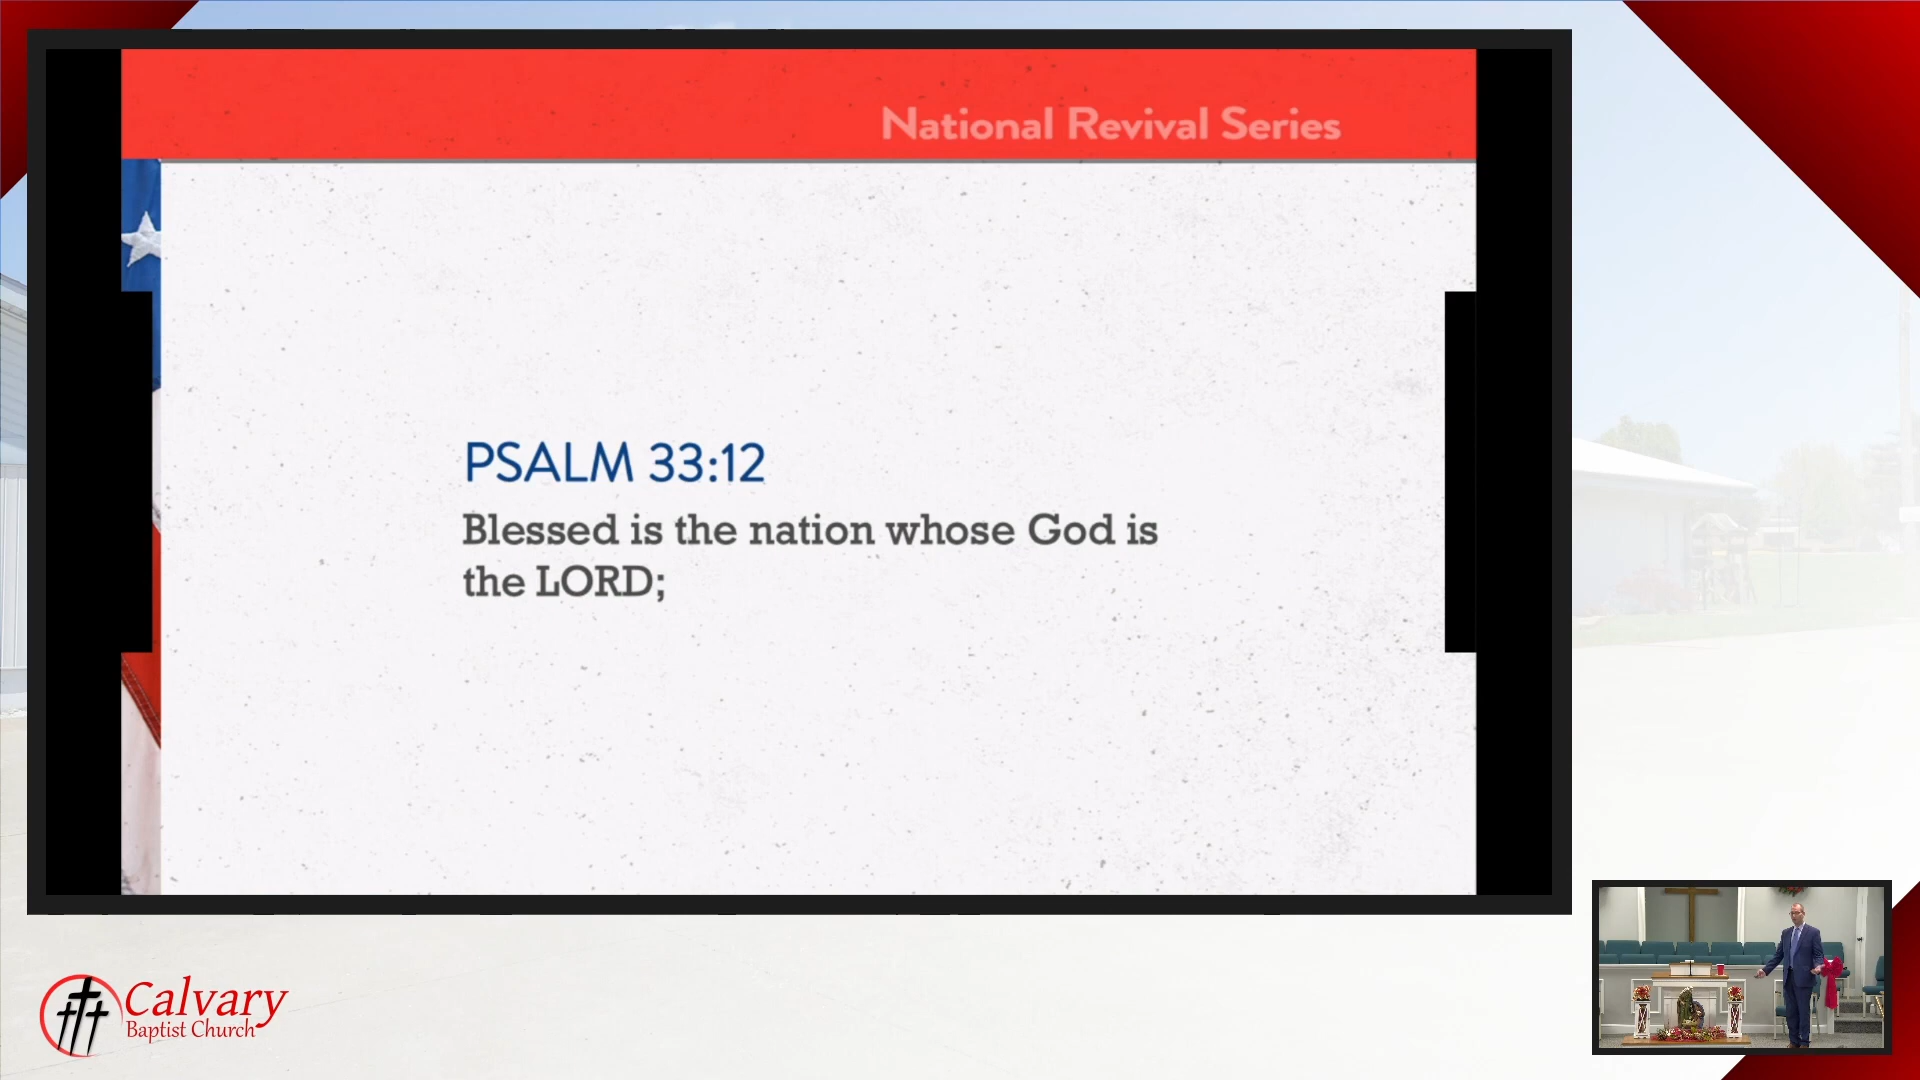 National Revival Series
PSALM 33:12
Blessed is the nation whose God is
the LORD;
Calvary
Baptist Church